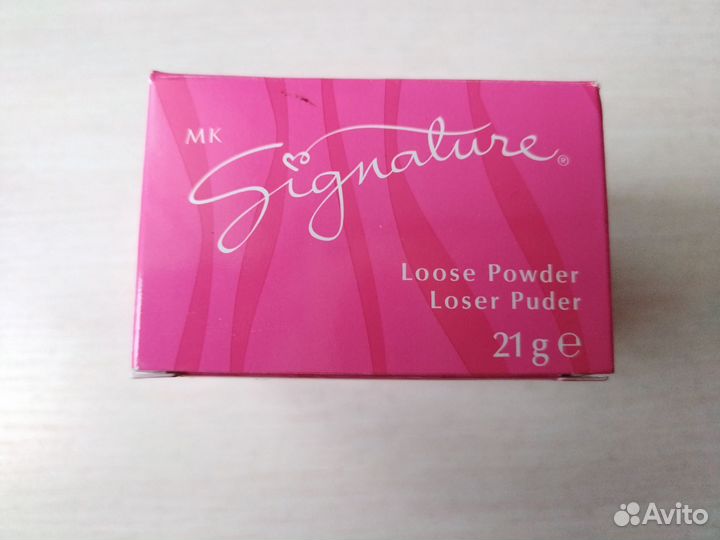 MK
Signature®
Loose Powder
Loser Puder
21 g ℮
Avito